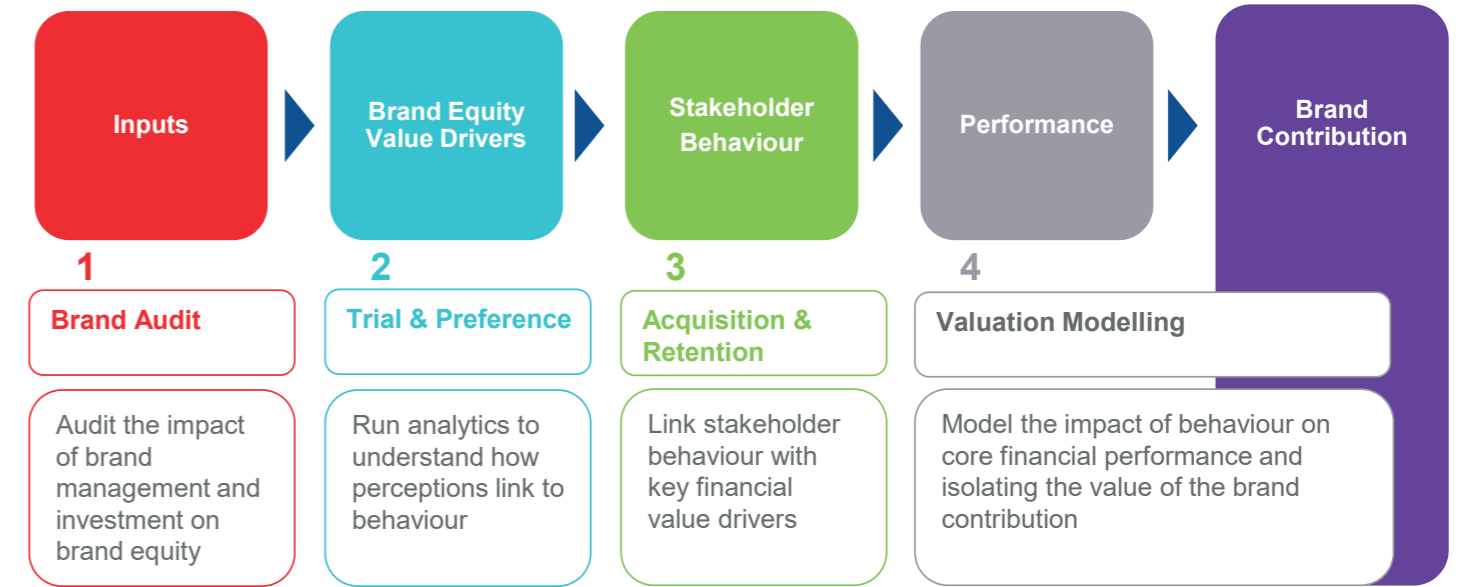 Inputs
Brand Equity
Value Drivers
Stakeholder
Behaviour
Performance
Brand
Contribution
1
Brand Audit
Audit the impact
of brand
management and
investment on
brand equity
2
Trial & Preference
Run analytics to
understand how
perceptions link to
behaviour
3
Acquisition &
Retention
Link stakeholder
behaviour with
key financial
value drivers
4
Valuation Modelling
Model the impact of behaviour on
core financial performance and
isolating the value of the brand
contribution